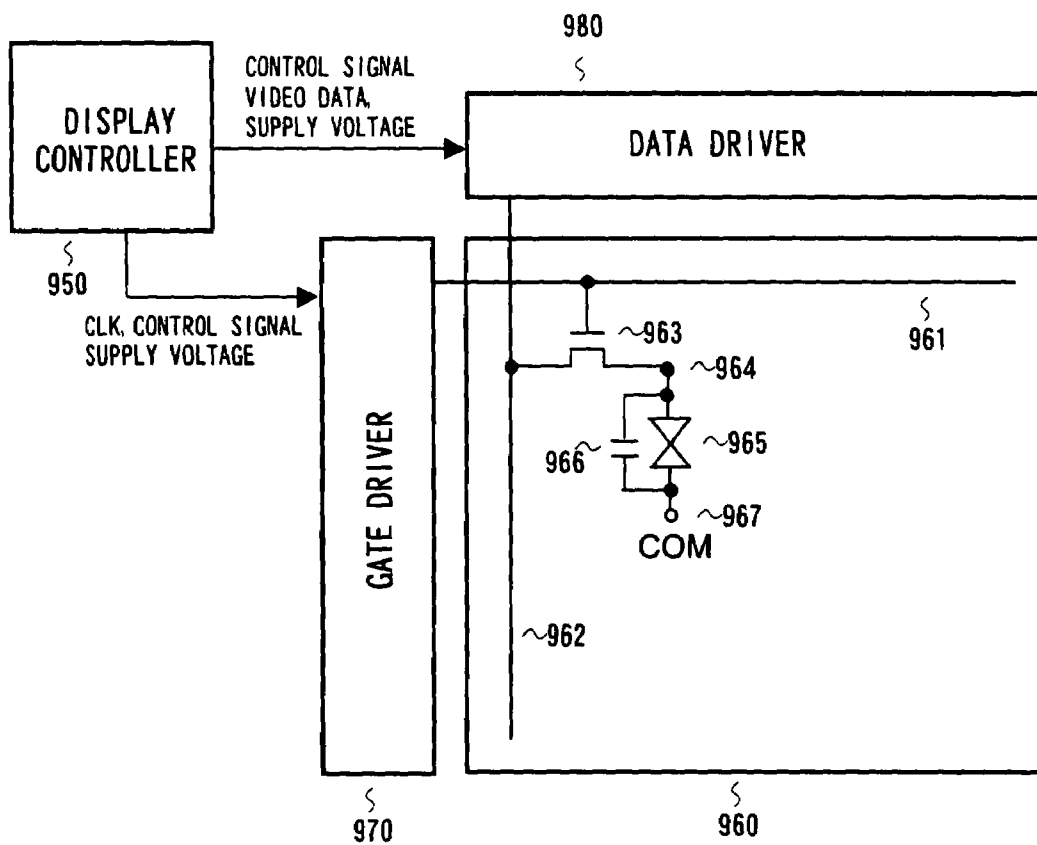 980
CONTROL SIGNAL
VIDEO DATA,
SUPPLY VOLTAGE
DISPLAY
CONTROLLER
DATA DRIVER
950
CLK, CONTROL SIGNAL
SUPPLY VOLTAGE
963
961
964
966
965
967
COM
GATE DRIVER
962
970
960